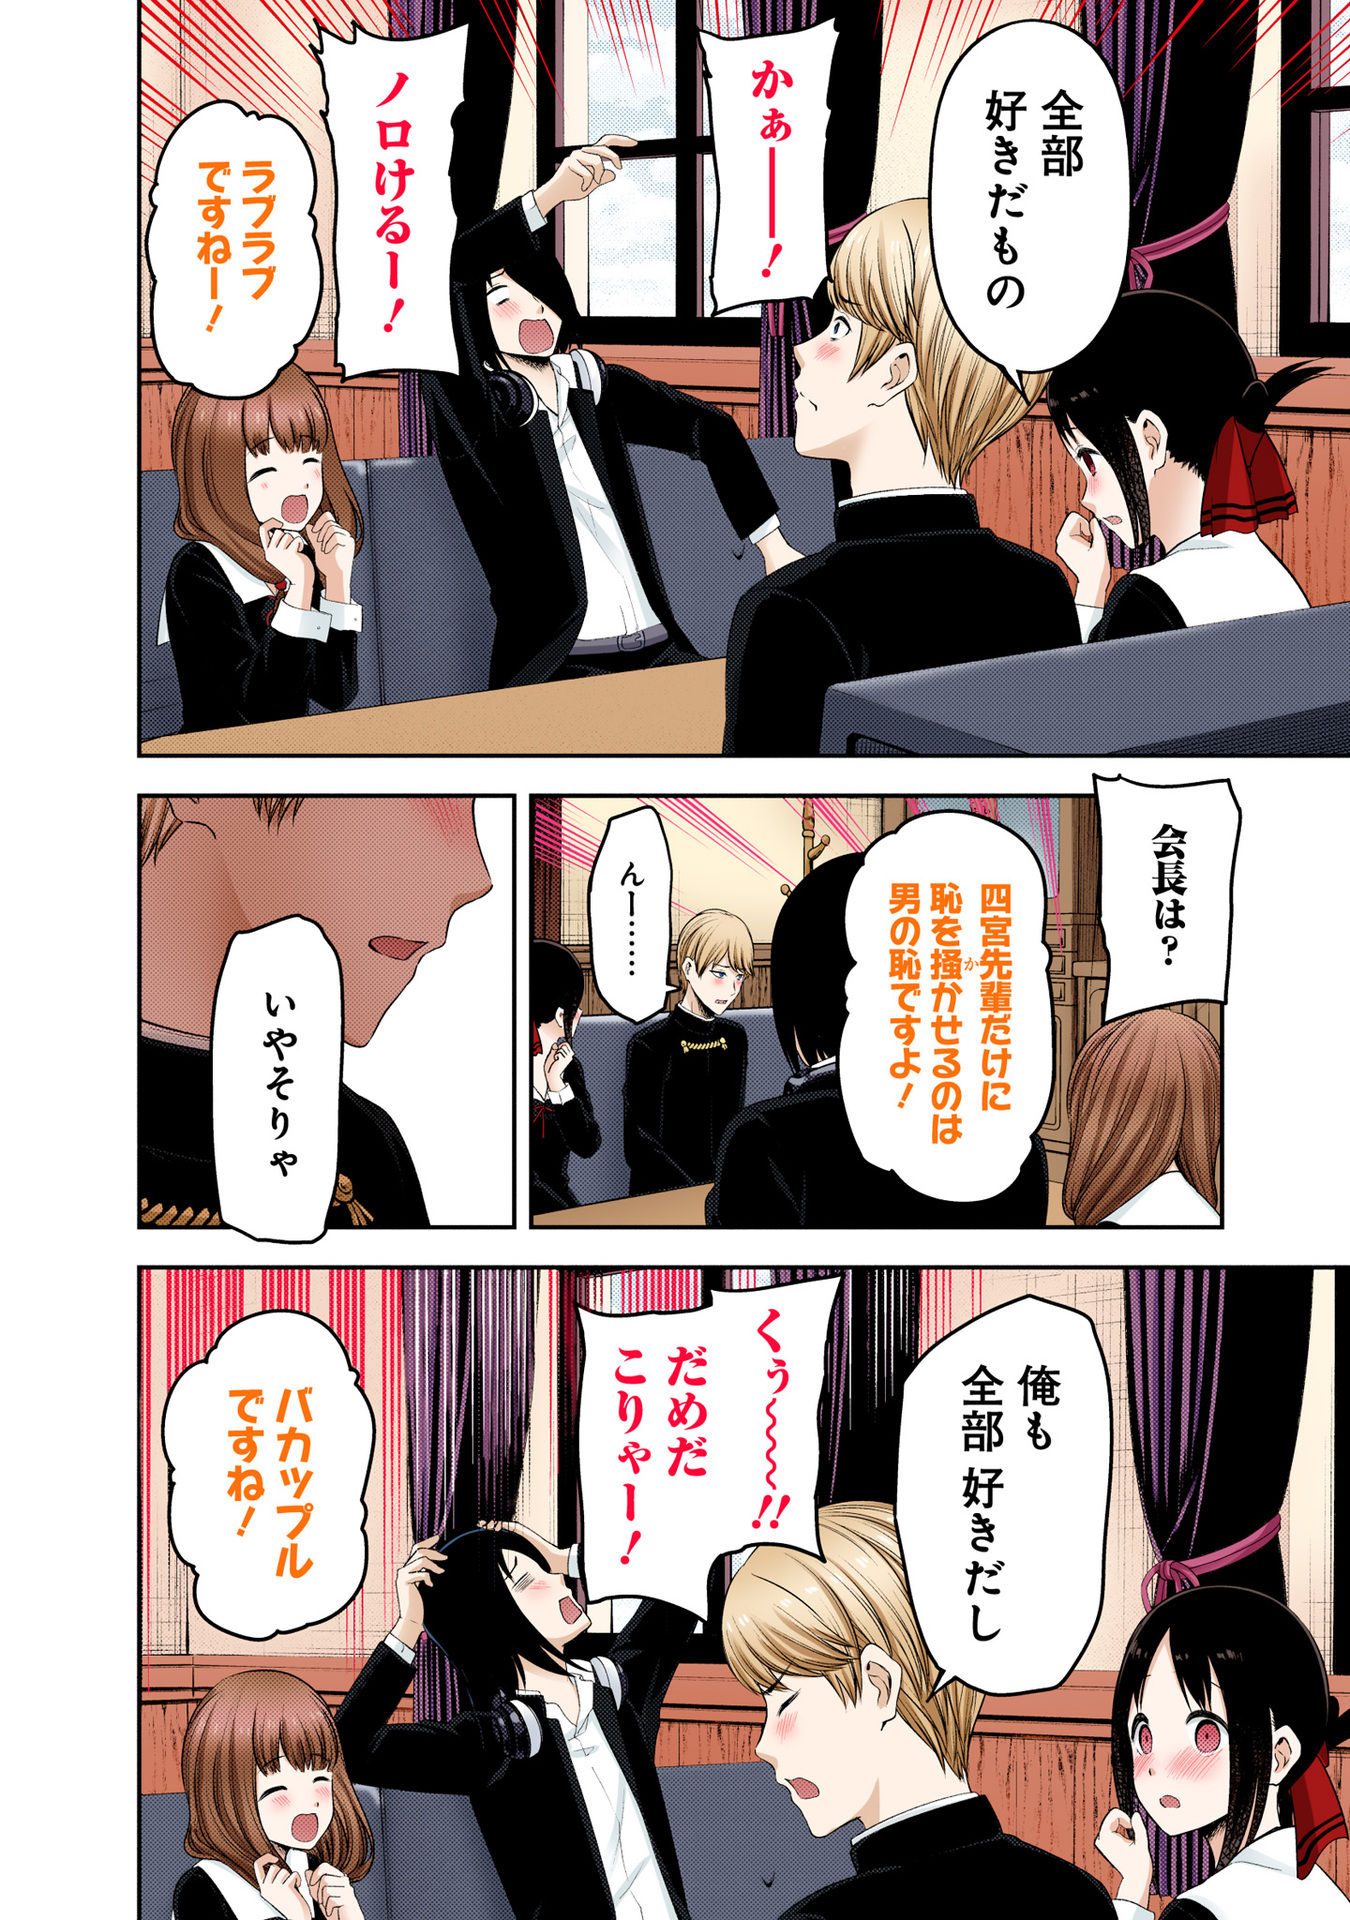 全部
好きだもの
かぁー！
ノロけるー！
ラブラブ
ですねー！
会長は？
四宮先輩だけに
恥を掻かせるのは
か
男の恥ですよ！
んー………
いやそりゃ
俺も
全部 好きだし
くぅ〜〜〜!!
だめだ
こりゃー！
バカップル
ですね！